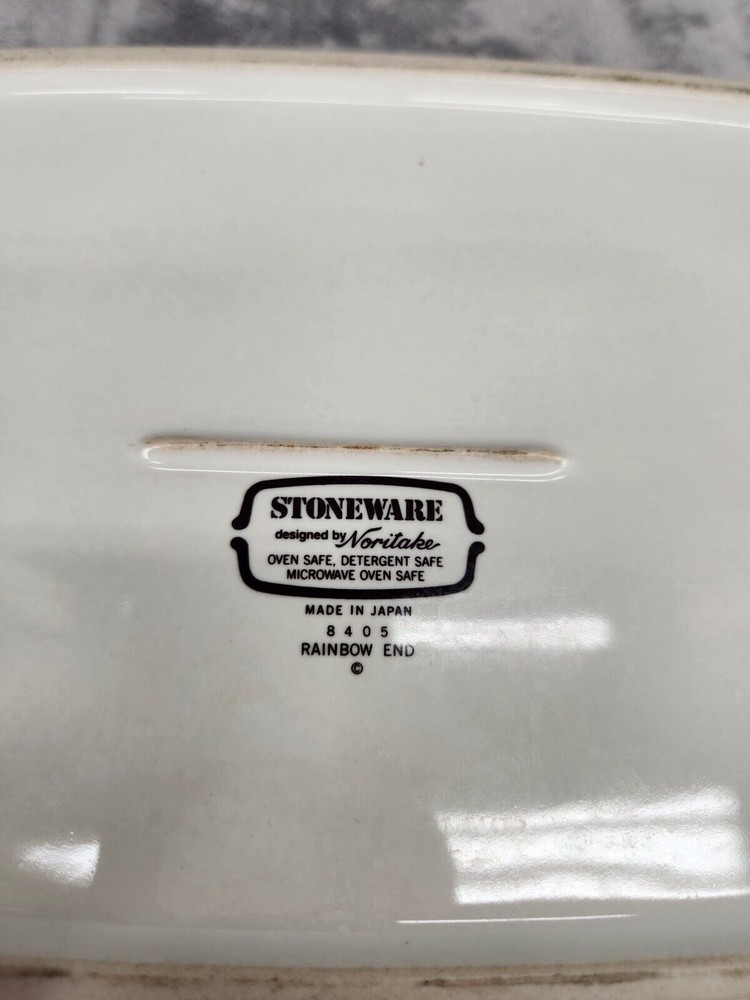 STONEWARE
designed by Noritake
OVEN SAFE, DETERGENT SAFE
MICROWAVE OVEN SAFE
MADE IN JAPAN
8405
RAINBOW END
©